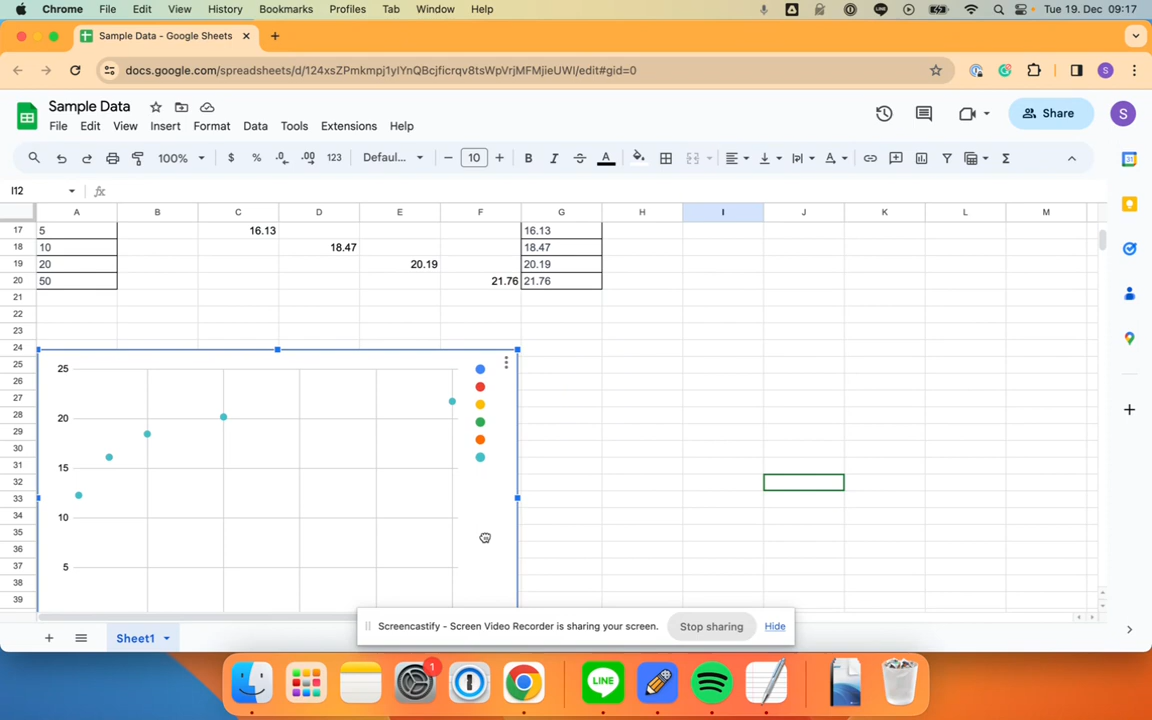 Chrome File Edit View History Bookmarks Profiles Tab Window Help Tue 19. Dec 09:17
Sample Data - Google Sheets
docs.google.com/spreadsheets/d/124xsZPmkmpj1yIYnQBcjficrqv8tsWpVrjMFMjieUWI/edit#gid=0
Sample Data
Share
S
File Edit View Insert Format Data Tools Extensions Help
100% $ % .0 .00 123 Defaul... 10 B I A
I12 fx
A B C D E F G H I J K L M
17 5 16.13 16.13
18 10 18.47 18.47
19 20 20.19 20.19
20 50 21.76 21.76
21
22
23
24
25
26
27
28
29
30
31
32
33
34
35
36
37
38
39
25
20
15
10
5
Screencastify - Screen Video Recorder is sharing your screen. Stop sharing Hide
Sheet1
1
LINE